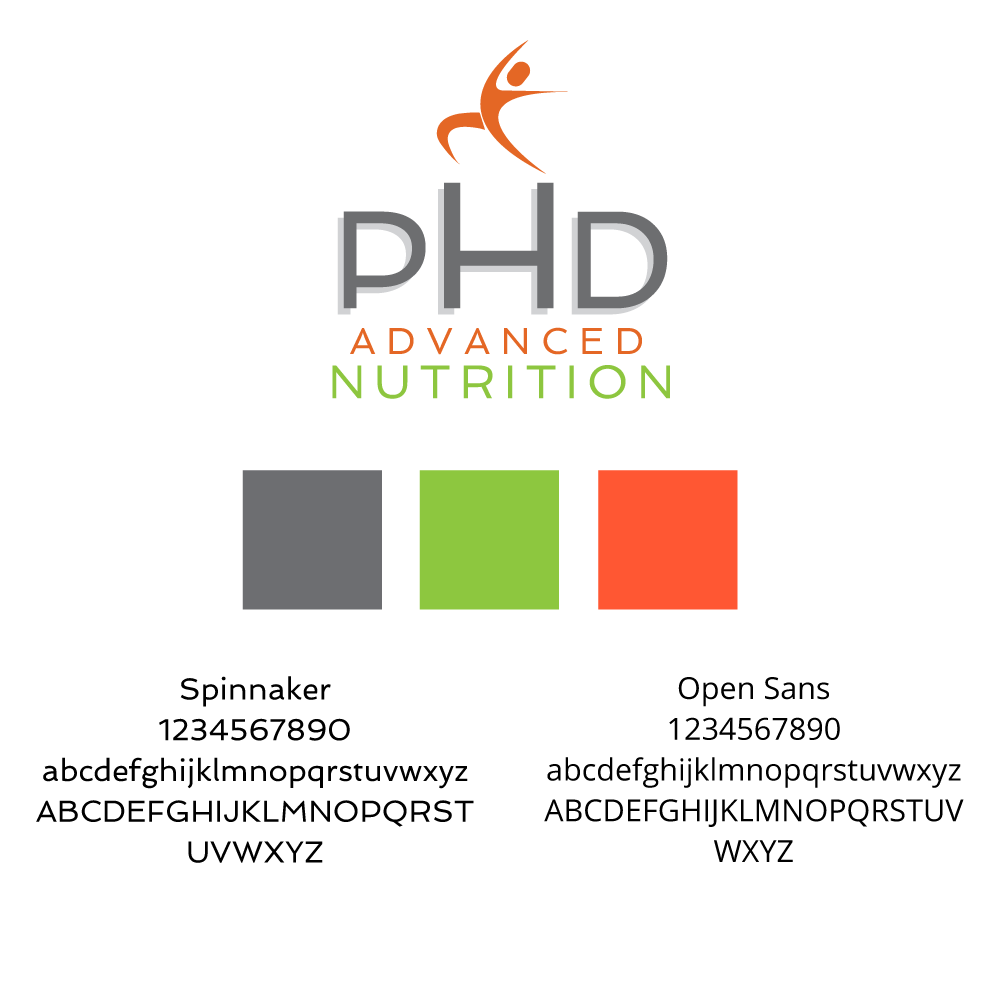 PHD
ADVANCED
NUTRITION
Spinnaker
1234567890
abcdefghijklmnopqrstuvwxyz
ABCDEFGHIJKLMNOPQRST
UVWXYZ
Open Sans
1234567890
abcdefghijklmnopqrstuvwxyz
ABCDEFGHIJKLMNOPQRSTUV
WXYZ